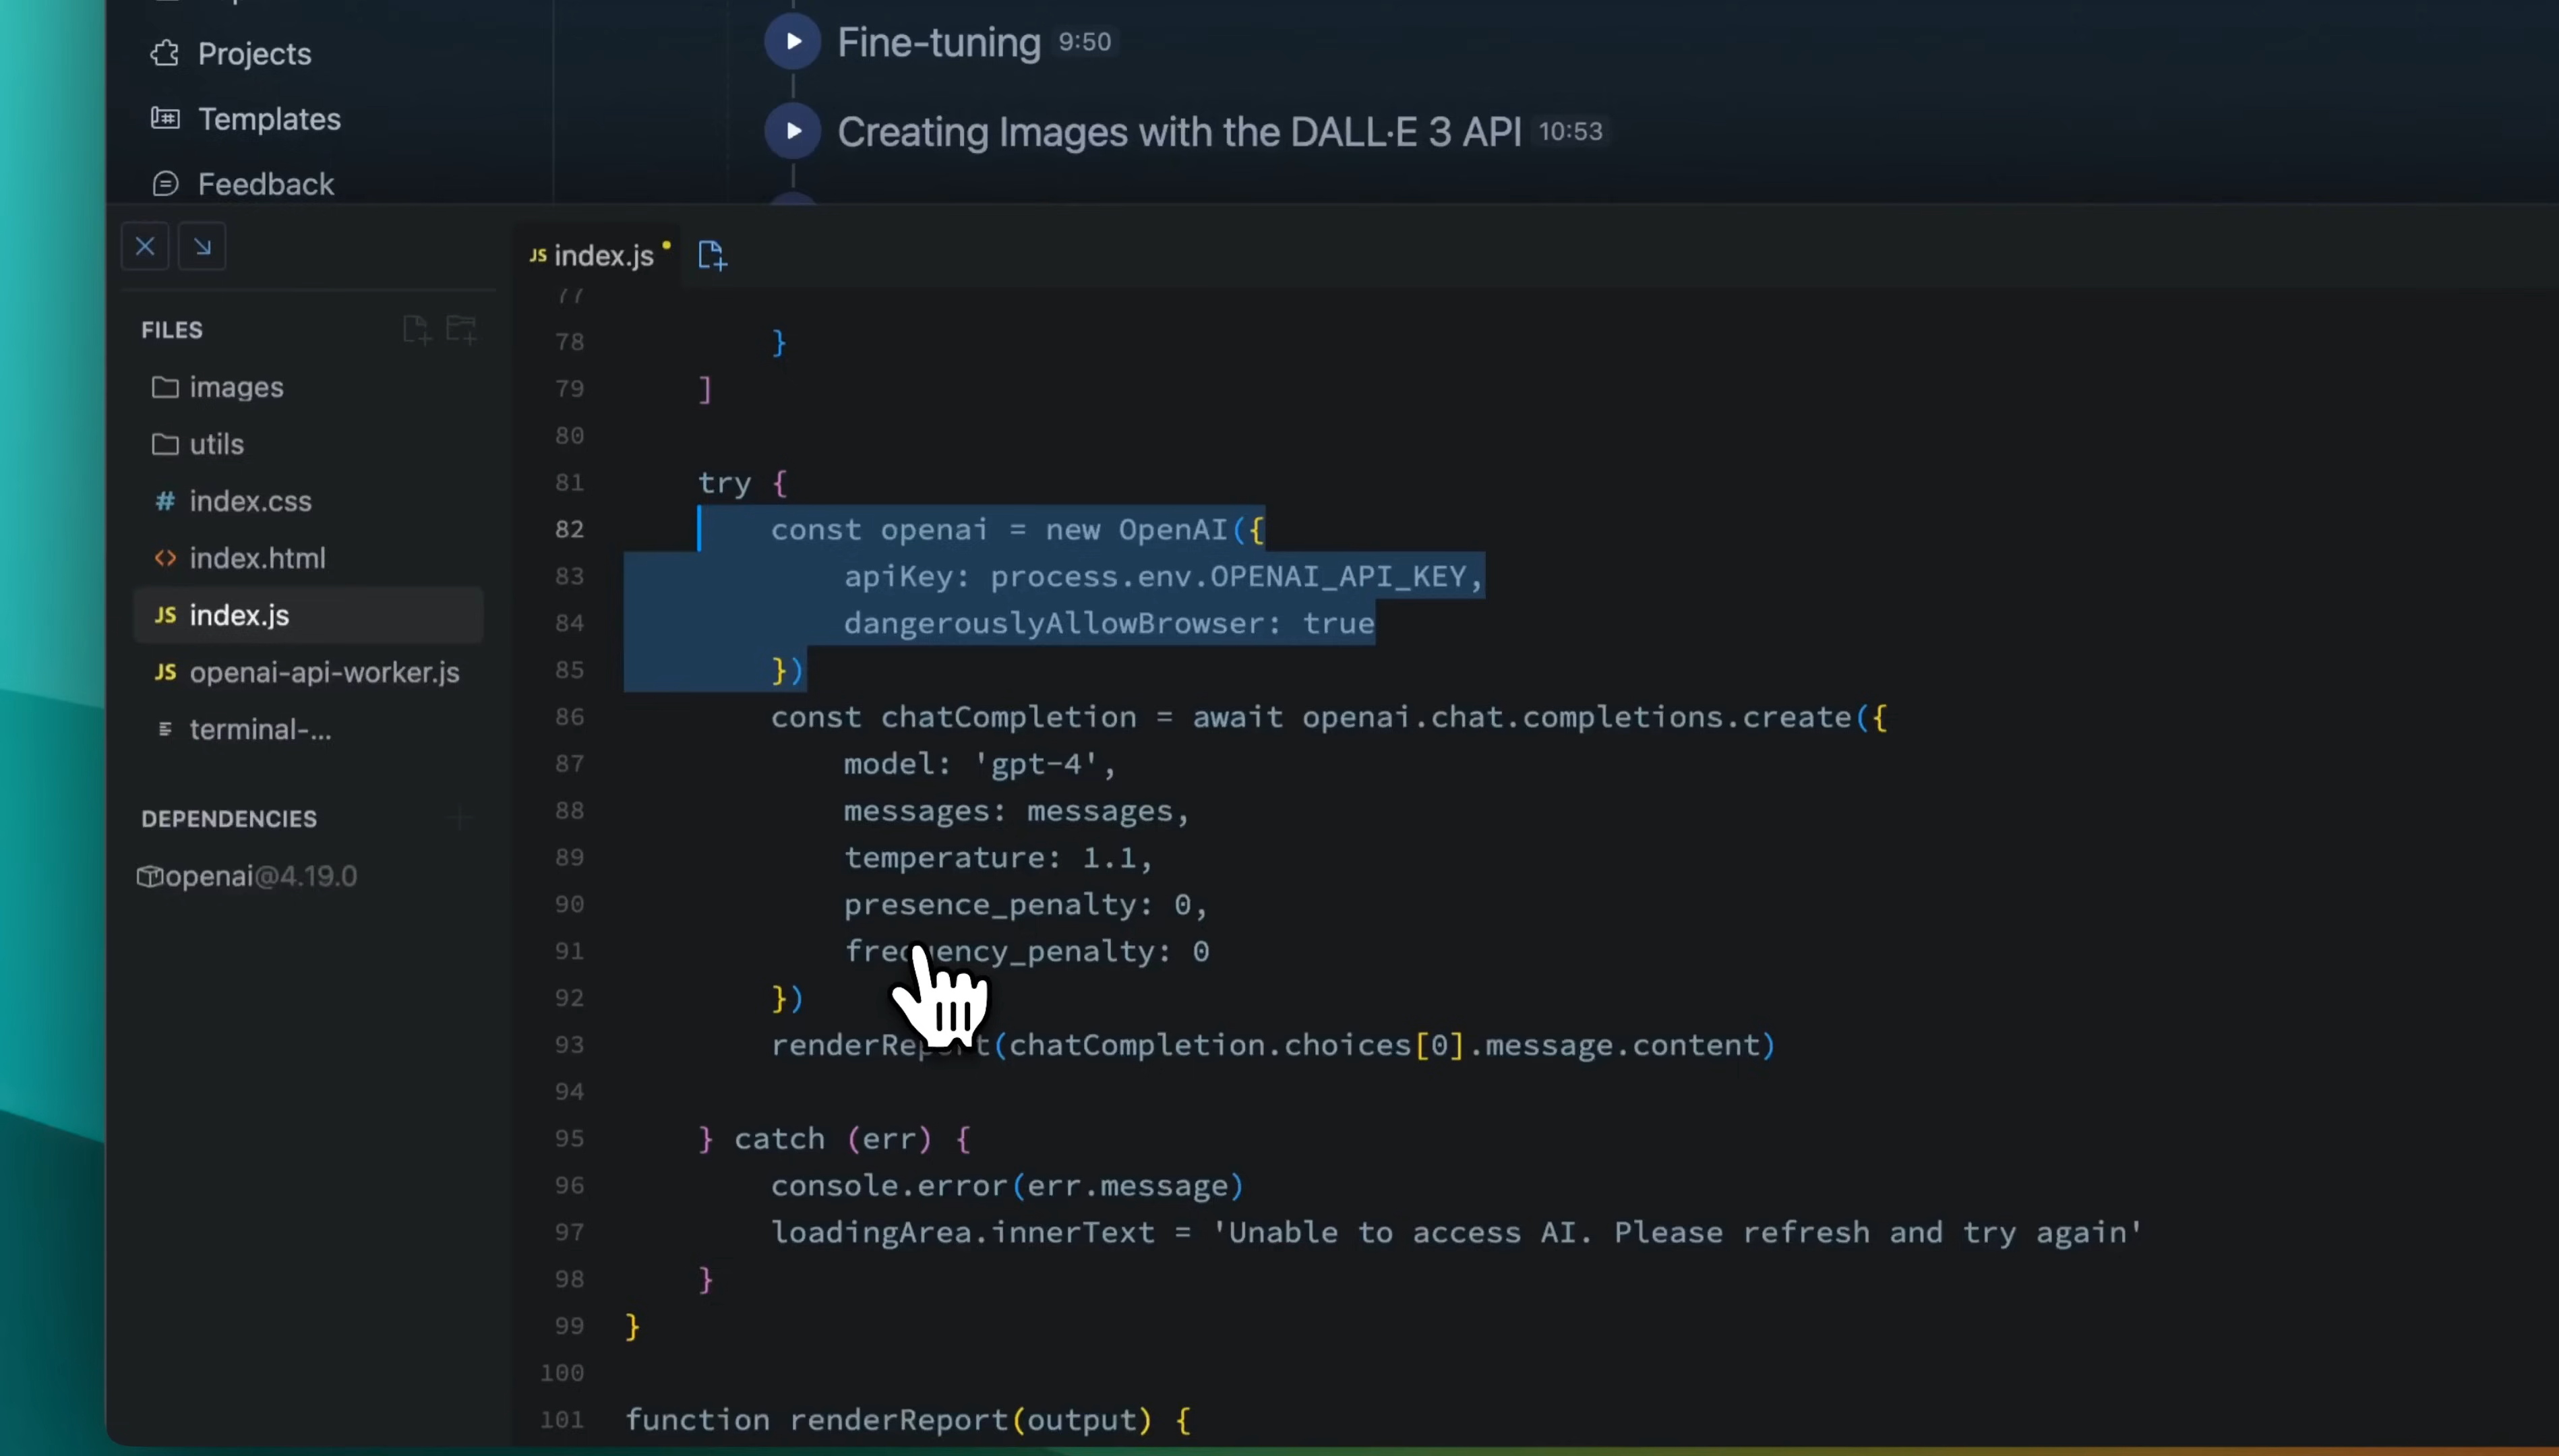 Projects
Templates
Feedback
Fine-tuning 9:50
Creating Images with the DALL·E 3 API 10:53
JS index.js
FILES
images
utils
# index.css
<> index.html
JS index.js
JS openai-api-worker.js
terminal-...
DEPENDENCIES
openai@4.19.0
77
78 }
79 ]
80
81 try {
82 const openai = new OpenAI({
83 apiKey: process.env.OPENAI_API_KEY,
84 dangerouslyAllowBrowser: true
85 })
86 const chatCompletion = await openai.chat.completions.create({
87 model: 'gpt-4',
88 messages: messages,
89 temperature: 1.1,
90 presence_penalty: 0,
91 frequency_penalty: 0
92 })
93 renderReport(chatCompletion.choices[0].message.content)
94
95 } catch (err) {
96 console.error(err.message)
97 loadingArea.innerText = 'Unable to access AI. Please refresh and try again'
98 }
99 }
100
101 function renderReport(output) {